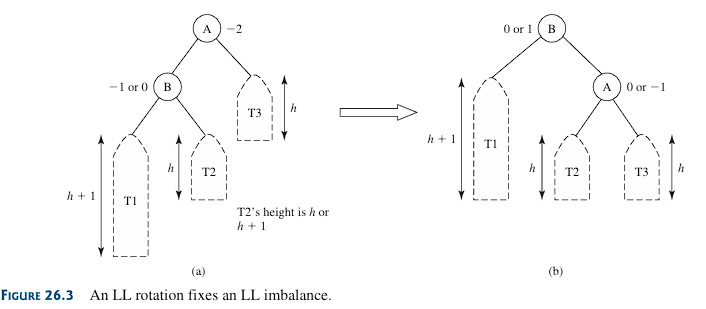 A −2
0 or 1 B
−1 or 0 B
A 0 or −1
T3 h
h + 1 T1
h T2
h T2
T3 h
h + 1 T1
T2's height is h or
h + 1
(a)
(b)
FIGURE 26.3 An LL rotation fixes an LL imbalance.